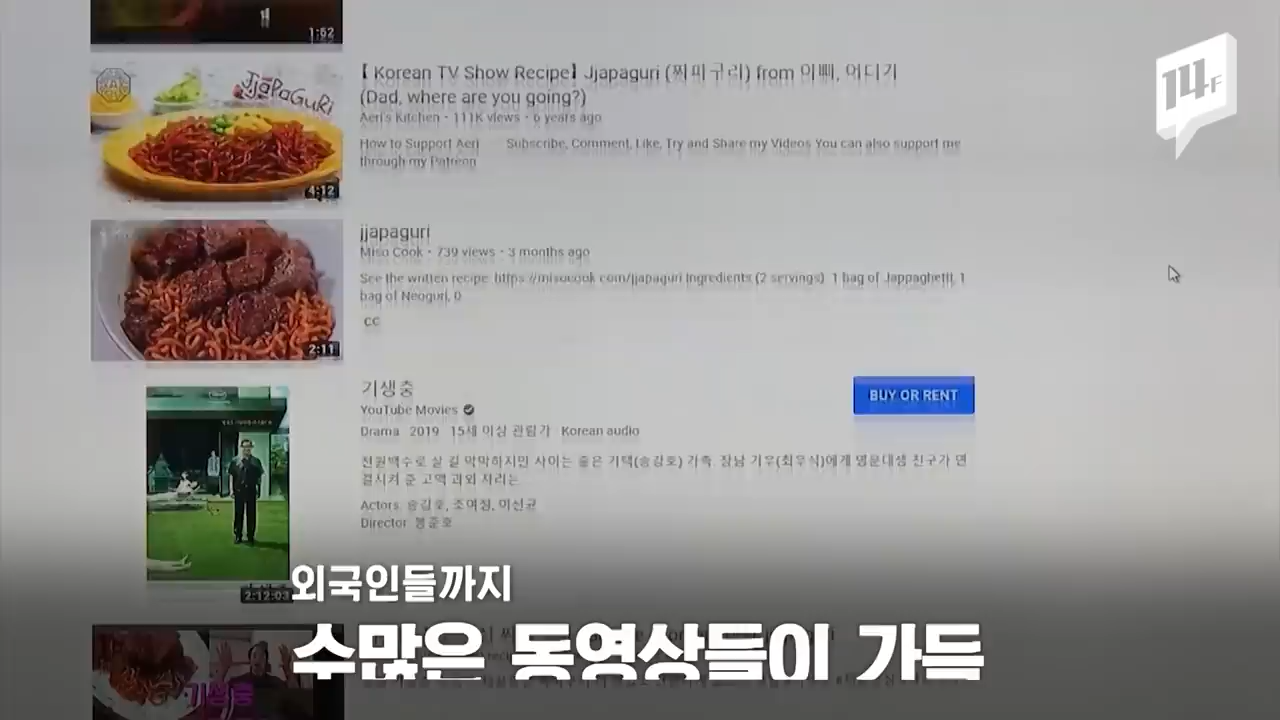 1:52
14F
【 Korean TV Show Recipe】 Jjapaguri (짜파구리) from 아빠, 어디가
(Dad, where are you going?)
Aeri's Kitchen • 111K views • 6 years ago
How to Support Aeri Subscribe, Comment, Like, Try and Share my Videos You can also support me
through my Patreon
JJaPaGuRi
4:12
jjapaguri
Miso Cook • 739 views • 3 months ago
See the written recipe: https://misocook.com/jjapaguri Ingredients (2 servings) 1 bag of Jappaghetti, 1
bag of Neoguri, 0
CC
2:11
기생충
BUY OR RENT
YouTube Movies
Drama 2019 15세 이상 관람가 Korean audio
전원백수로 살 길 막막하지만 사이는 좋은 기택(송강호) 가족. 장남 기우(최우식)에게 명문대생 친구가 연
결시켜 준 고액 과외 자리는
Actors: 송강호, 조여정, 이선균
Director: 봉준호
2:12:03
외국인들까지
수많은 동영상들이 가득
기생충